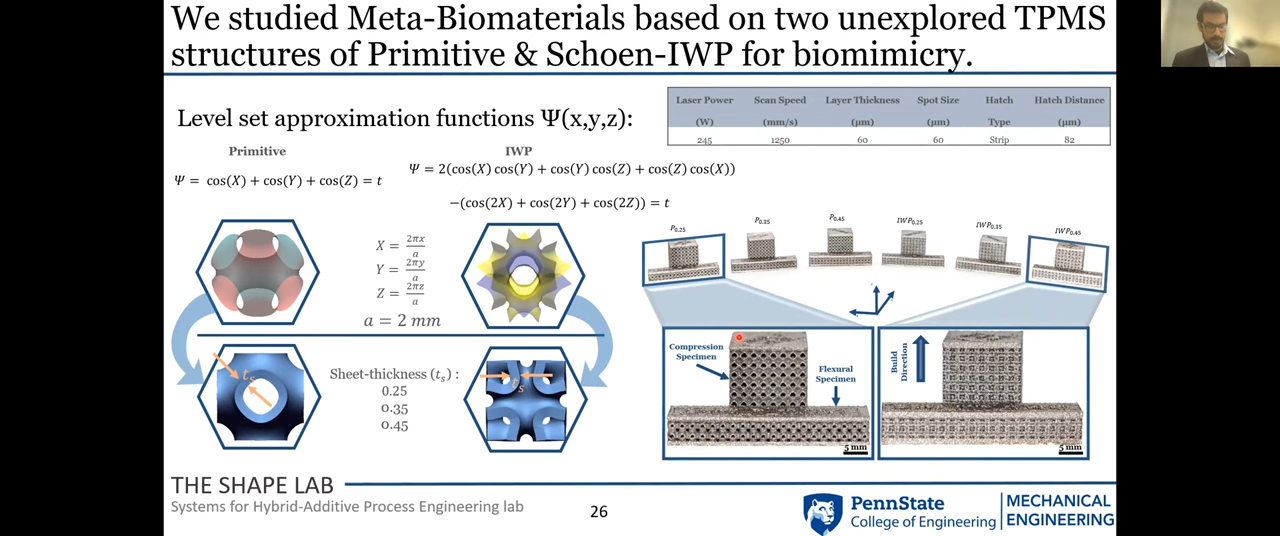 We studied Meta-Biomaterials based on two unexplored TPMS
structures of Primitive & Schoen-IWP for biomimicry.
Level set approximation functions Ψ(x,y,z):
Laser Power (W) Scan Speed (mm/s) Layer Thickness (μm) Spot Size (μm) Hatch Type Hatch Distance (μm)
245 1250 60 60 Strip 82
Primitive
Ψ = cos(X) + cos(Y) + cos(Z) = t
IWP
Ψ = 2(cos(X) cos(Y) + cos(Y) cos(Z) + cos(Z) cos(X))
−(cos(2X) + cos(2Y) + cos(2Z)) = t
X = 2πx/a
Y = 2πy/a
Z = 2πz/a
a = 2 mm
Sheet-thickness (ts) :
0.25
0.35
0.45
ts
ts
P0.25
P0.35
P0.45
IWP0.25
IWP0.35
IWP0.45
Compression
Specimen
Flexural
Specimen
5 mm
Build
Direction
5 mm
THE SHAPE LAB
Systems for Hybrid-Additive Process Engineering lab
26
PennState
College of Engineering
MECHANICAL
ENGINEERING